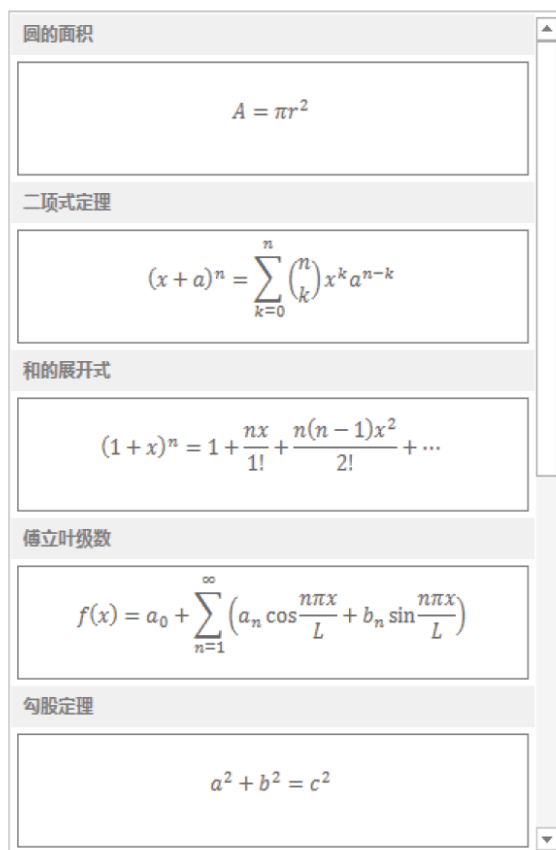 圆的面积
A = πr²
二项式定理
(x + a)ⁿ = ∑_{k=0}^{n} (n k) xᵏaⁿ⁻ᵏ
和的展开式
(1 + x)ⁿ = 1 + nx/1! + n(n − 1)x²/2! + ⋯
傅立叶级数
f(x) = a₀ + ∑_{n=1}^{∞} (aₙ cos nπx/L + bₙ sin nπx/L)
勾股定理
a² + b² = c²